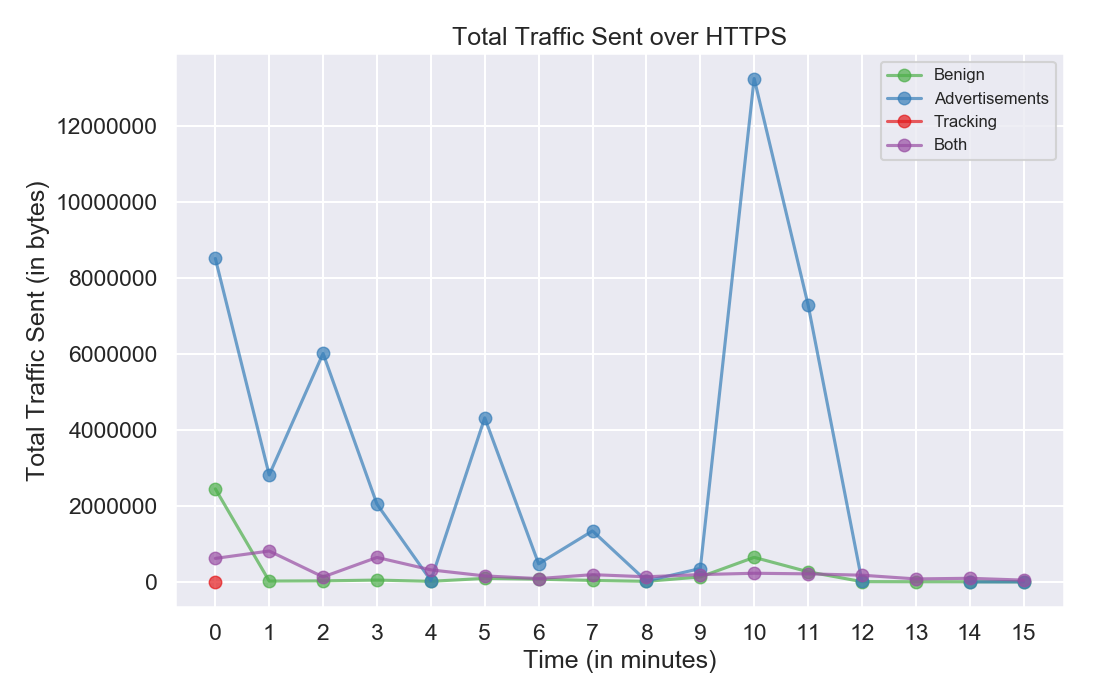 Total Traffic Sent over HTTPS
Benign
Advertisements
Tracking
Both
Total Traffic Sent (in bytes)
12000000
10000000
8000000
6000000
4000000
2000000
0
0 1 2 3 4 5 6 7 8 9 10 11 12 13 14 15
Time (in minutes)